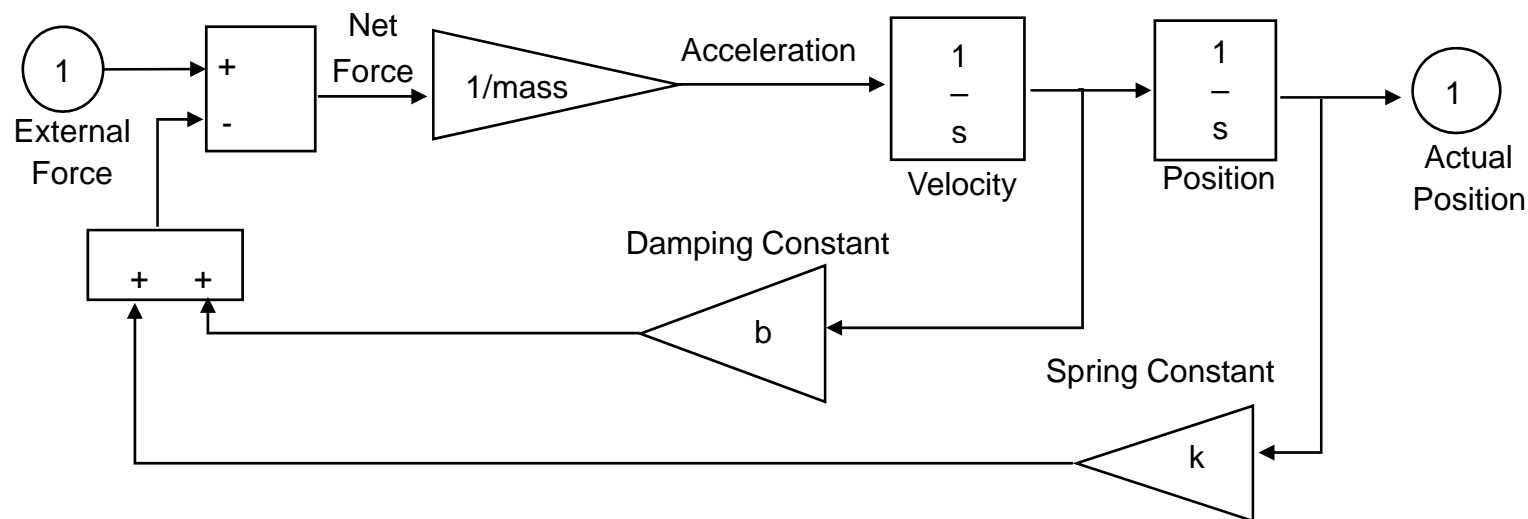 1
External
Force
+
-
Net
Force
1/mass
Acceleration
1
–
s
Velocity
1
–
s
Position
1
Actual
Position
+ +
Damping Constant
b
Spring Constant
k